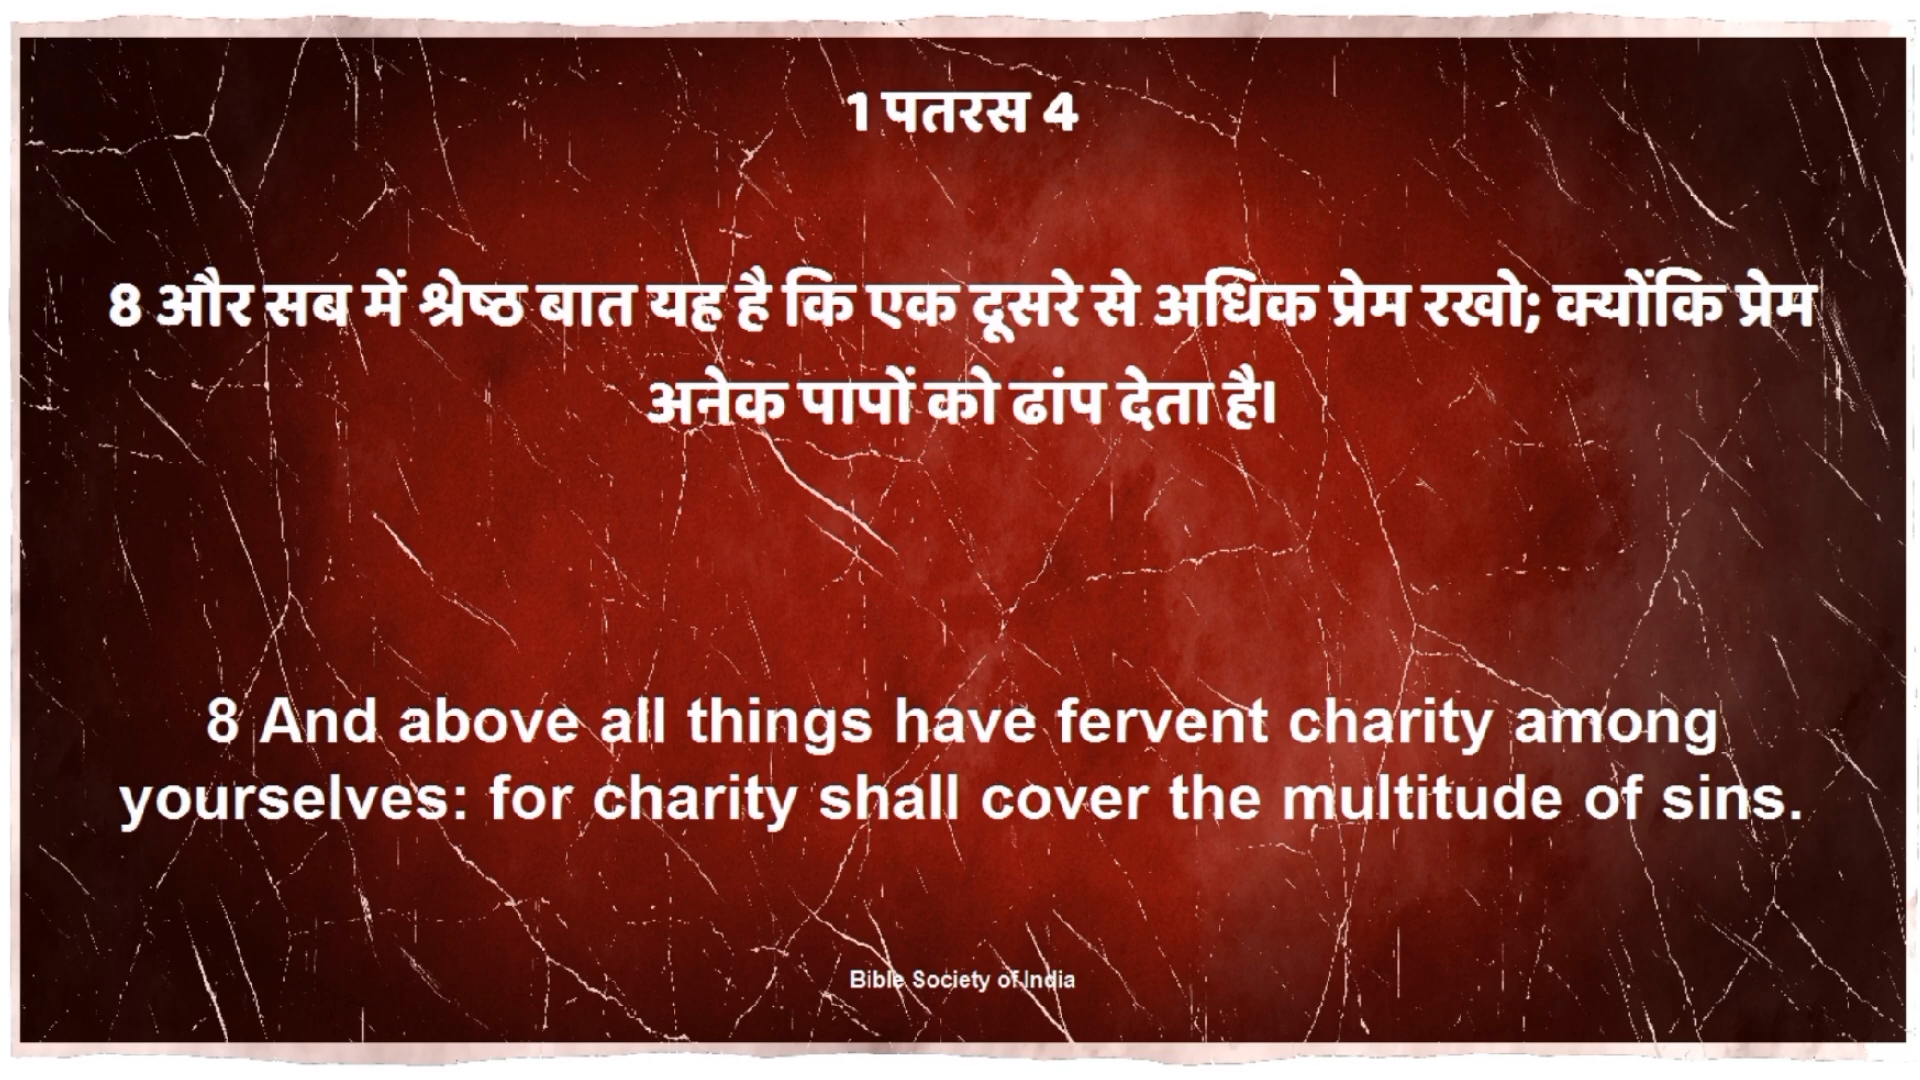 1 पतरस 4
8 और सब में श्रेष्ठ बात यह है कि एक दूसरे से अधिक प्रेम रखो; क्योंकि प्रेम
अनेक पापों को ढांप देता है।
8 And above all things have fervent charity among
yourselves: for charity shall cover the multitude of sins.
Bible Society of India